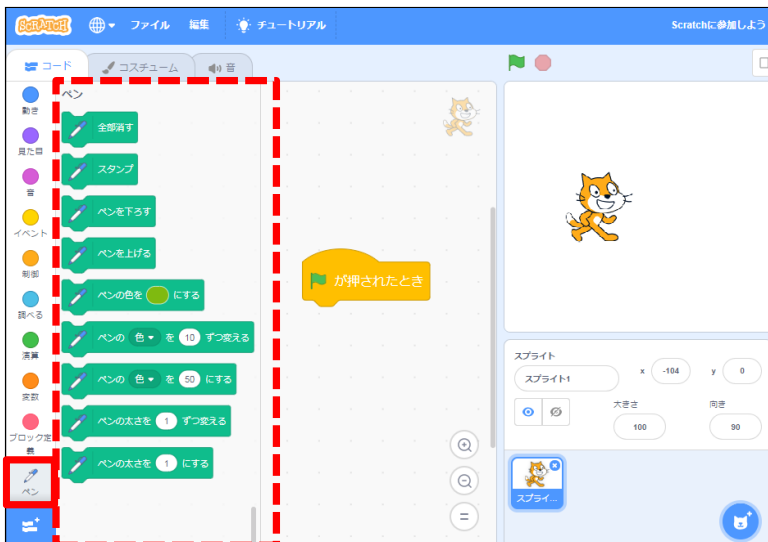 SCRATCH ファイル 編集 チュートリアル Scratchに参加しよう
コード コスチューム 音
動き
見た目
音
イベント
制御
調べる
演算
変数
ブロック定
義
ペン
ペン
全部消す
スタンプ
ペンを下ろす
ペンを上げる
ペンの色を にする
ペンの 色 を 10 ずつ変える
ペンの 色 を 50 にする
ペンの太さを 1 ずつ変える
ペンの太さを 1 にする
が押されたとき
スプライト
スプライト1 x -104 y 0
大きさ 向き
100 90
スプライ...